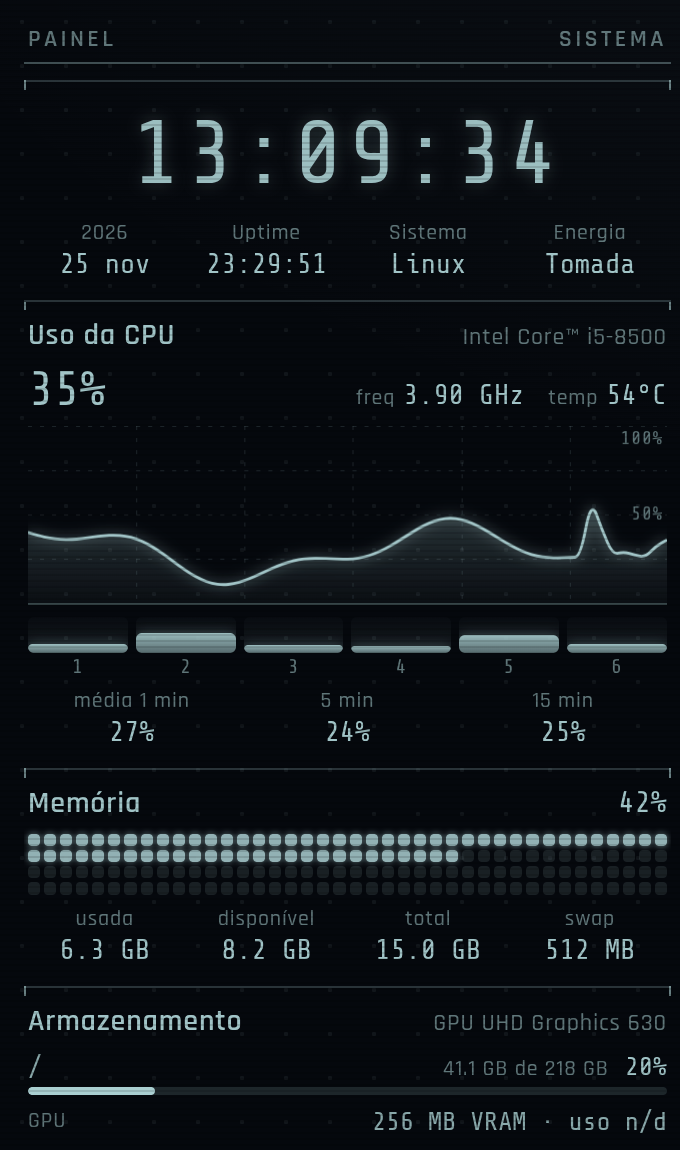 PAINEL SISTEMA
13:09:34
2026 Uptime Sistema Energia
25 nov 23:29:51 Linux Tomada
Uso da CPU Intel Core™ i5-8500
35% freq 3.90 GHz temp 54°C
100%
50%
1 2 3 4 5 6
média 1 min 5 min 15 min
27% 24% 25%
Memória 42%
usada disponível total swap
6.3 GB 8.2 GB 15.0 GB 512 MB
Armazenamento GPU UHD Graphics 630
/ 41.1 GB de 218 GB 20%
GPU 256 MB VRAM · uso n/d